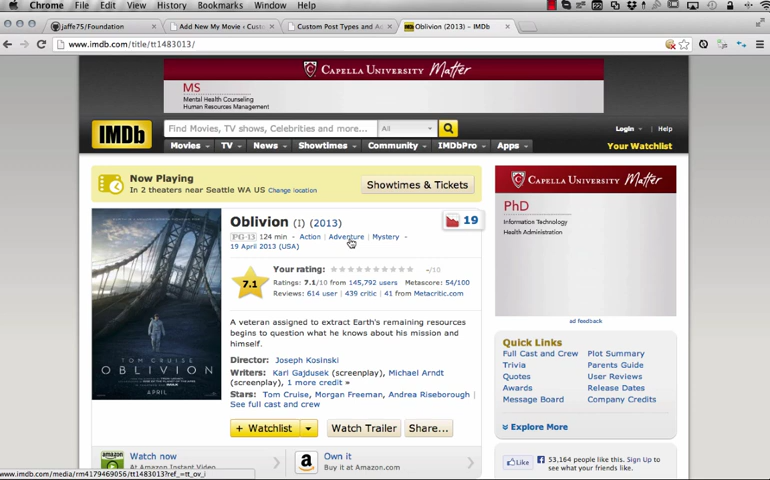 Chrome File Edit View History Bookmarks Window Help
jaffe75/Foundation
Add New My Movie ‹ Custom
Custom Post Types and Ad
Oblivion (2013) - IMDb
www.imdb.com/title/tt1483013/
CAPELLA UNIVERSITY Matter
MS
Mental Health Counseling
Human Resources Management
IMDb
Find Movies, TV shows, Celebrities and more...
All
Login
Help
Movies TV News Showtimes Community IMDbPro Apps
Your Watchlist
Now Playing
In 2 theaters near Seattle WA US Change location
Showtimes & Tickets
CAPELLA UNIVERSITY Matter
PhD
Information Technology
Health Administration
ad feedback
Oblivion (I) (2013)
19
PG-13 124 min - Action | Adventure | Mystery -
19 April 2013 (USA)
7.1
Your rating: -/10
Ratings: 7.1/10 from 145,792 users Metascore: 54/100
Reviews: 614 user | 439 critic | 41 from Metacritic.com
A veteran assigned to extract Earth's remaining resources
begins to question what he knows about his mission and
himself.
Director: Joseph Kosinski
Writers: Karl Gajdusek (screenplay), Michael Arndt
(screenplay), 1 more credit »
Stars: Tom Cruise, Morgan Freeman, Andrea Riseborough |
See full cast and crew
TOM CRUISE
OBLIVION
APRIL
+ Watchlist
Watch Trailer
Share...
Quick Links
Full Cast and Crew
Plot Summary
Trivia
Parents Guide
Quotes
User Reviews
Awards
Release Dates
Message Board
Company Credits
Explore More
Like
53,164 people like this. Sign Up to
see what your friends like.
amazon
Watch now
At Amazon Instant Video
a
Own it
Buy it at Amazon.com
www.imdb.com/media/rm4179469056/tt1483013?ref_=tt_ov_i